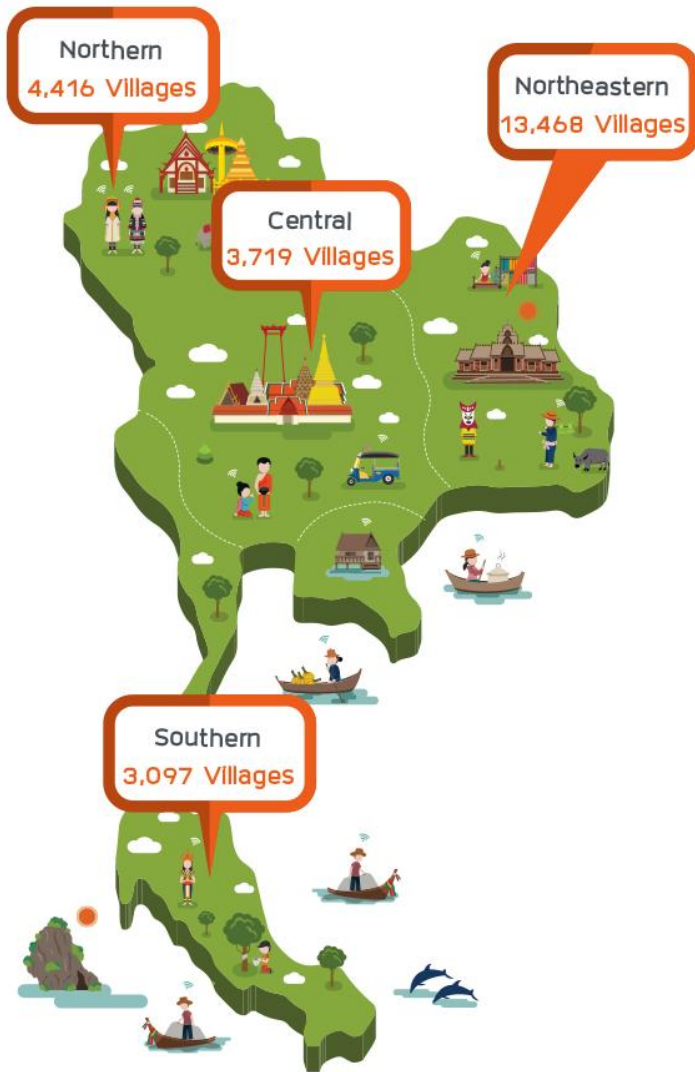 Northern
4,416 Villages
Northeastern
13,468 Villages
Central
3,719 Villages
Southern
3,097 Villages